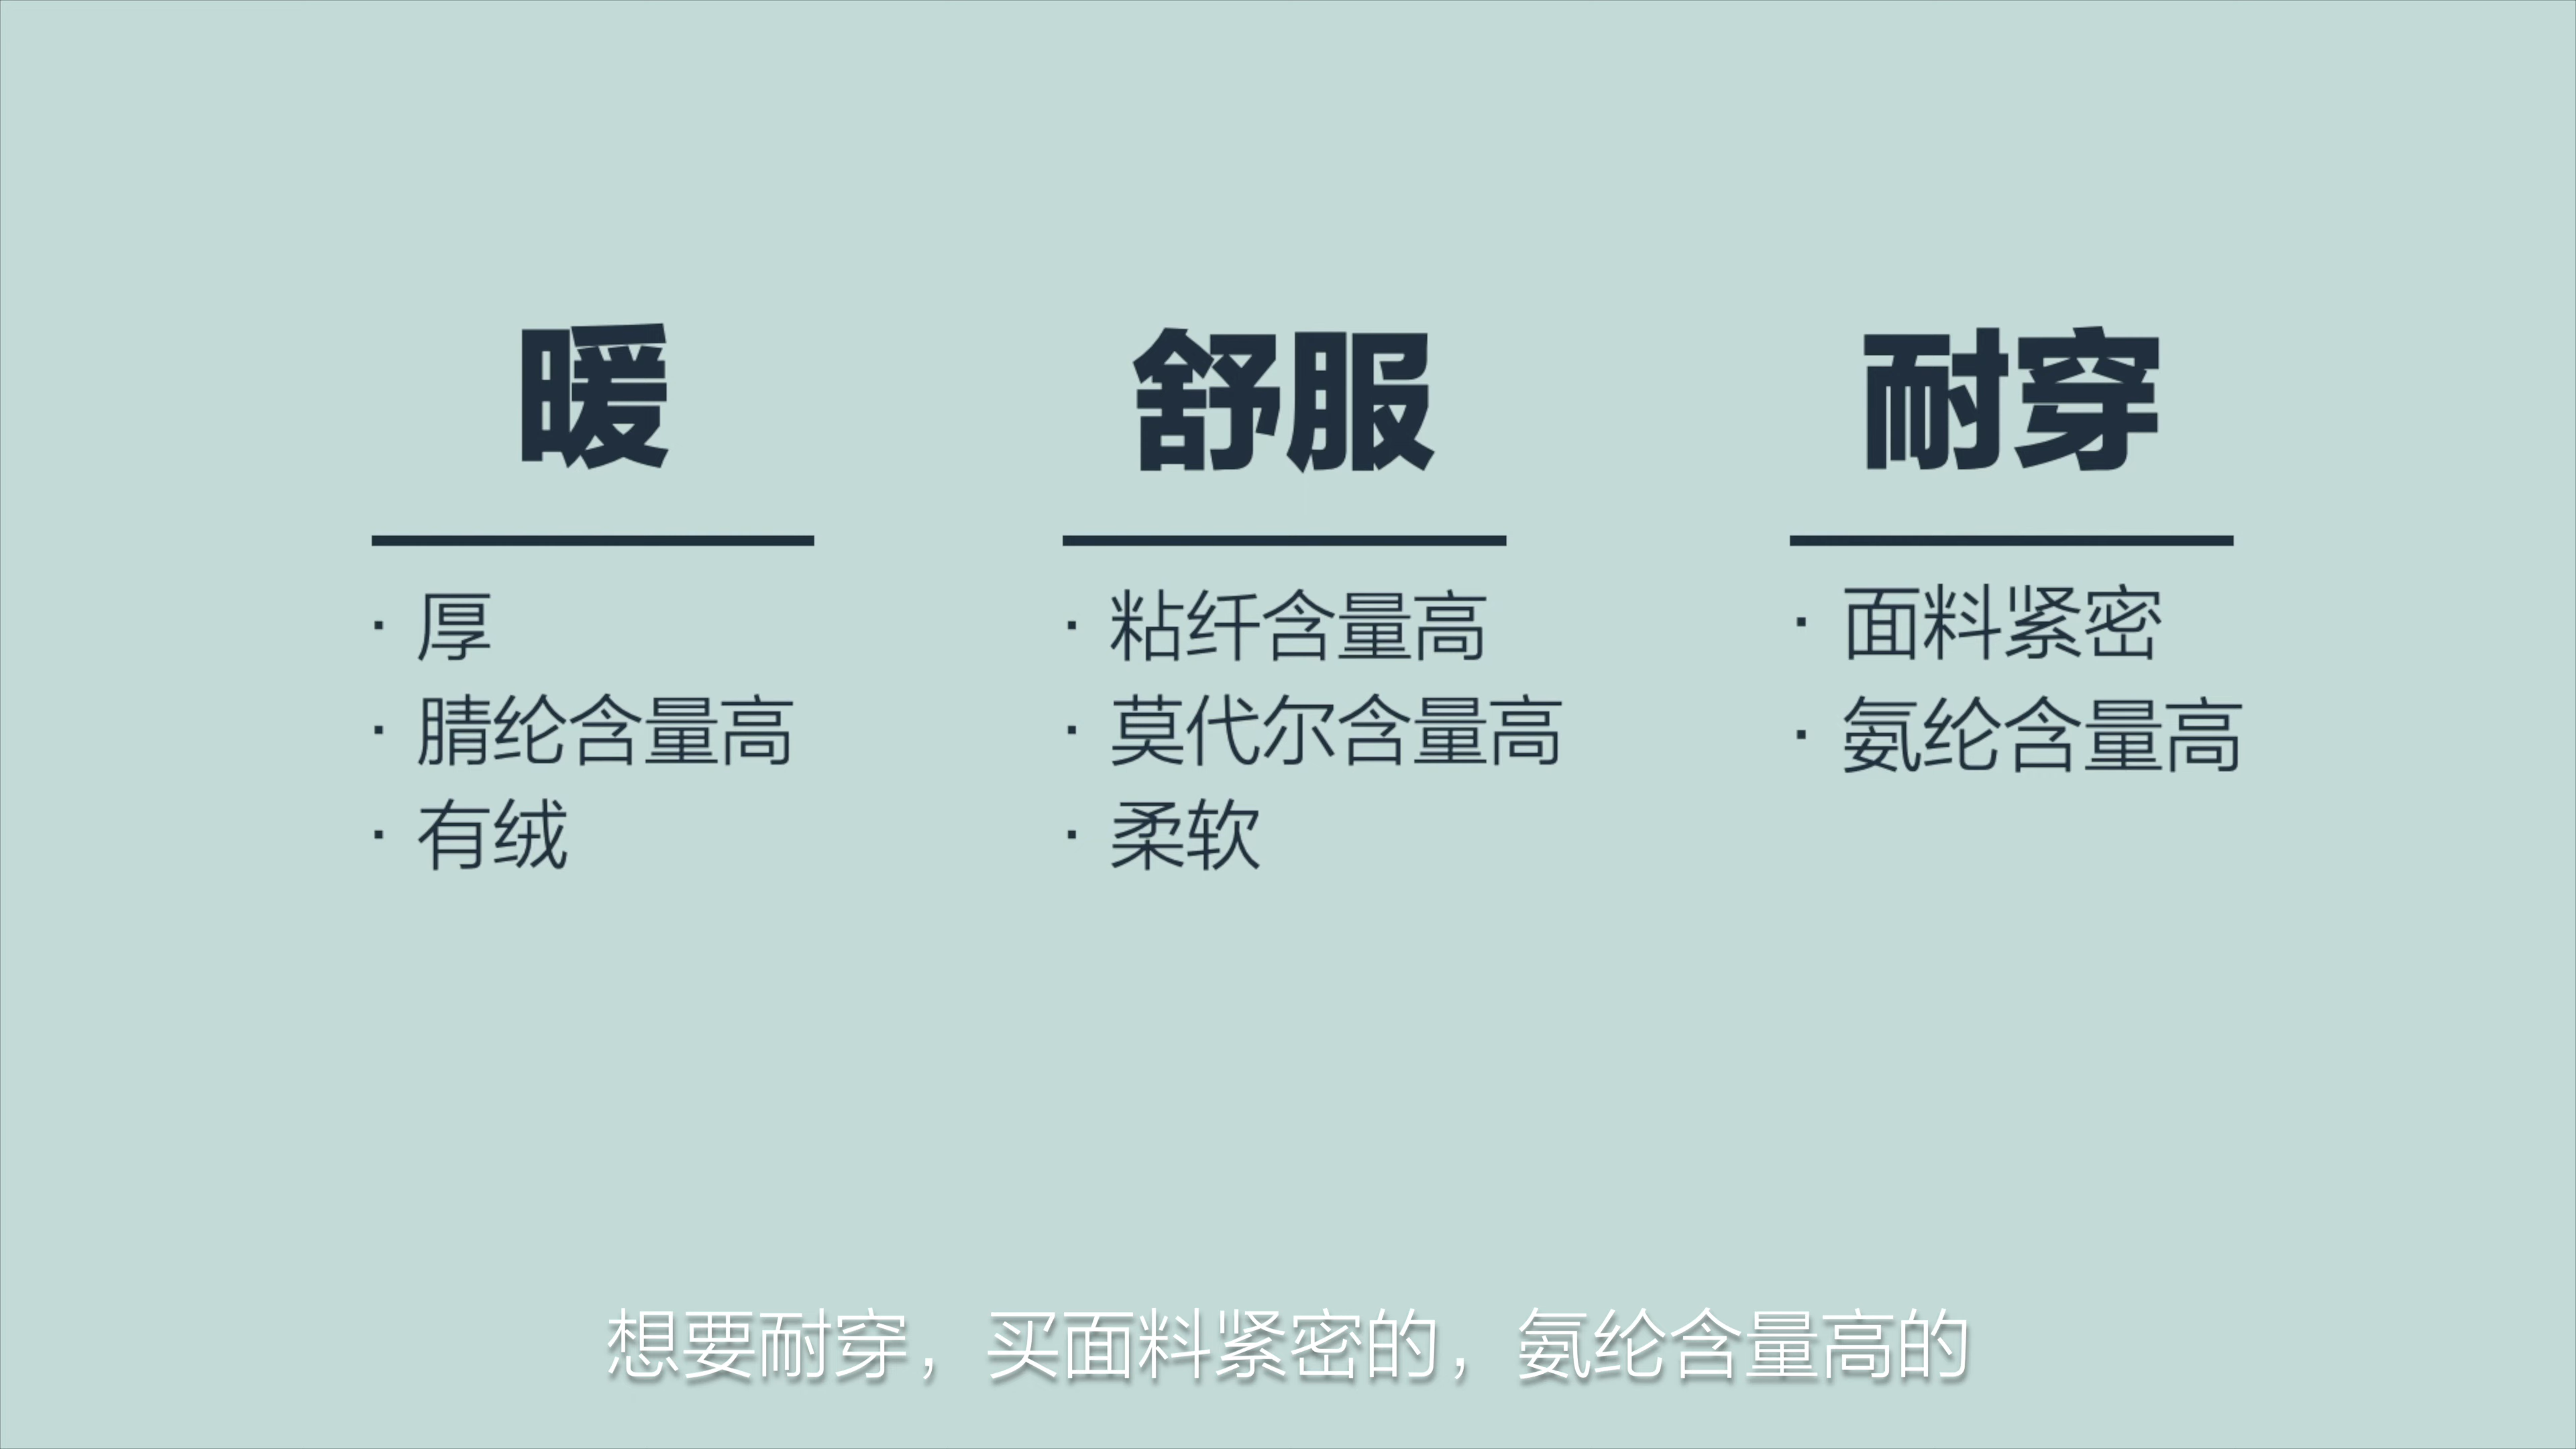 暖
· 厚
· 腈纶含量高
· 有绒
舒服
· 粘纤含量高
· 莫代尔含量高
· 柔软
耐穿
· 面料紧密
· 氨纶含量高
想要耐穿，买面料紧密的，氨纶含量高的